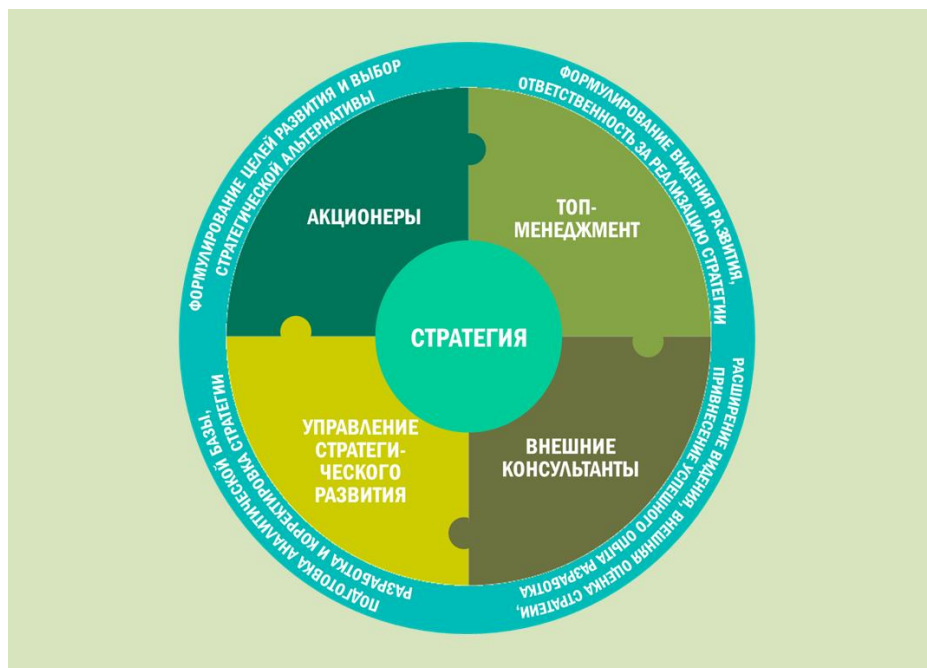 ФОРМУЛИРОВАНИЕ ЦЕЛЕЙ РАЗВИТИЯ И ВЫБОР
СТРАТЕГИЧЕСКОЙ АЛЬТЕРНАТИВЫ
ФОРМУЛИРОВАНИЕ ВИДЕНИЯ РАЗВИТИЯ,
ОТВЕТСТВЕННОСТЬ ЗА РЕАЛИЗАЦИЮ СТРАТЕГИИ
АКЦИОНЕРЫ
ТОП-
МЕНЕДЖМЕНТ
СТРАТЕГИЯ
УПРАВЛЕНИЕ
СТРАТЕГИ-
ЧЕСКОГО
РАЗВИТИЯ
ВНЕШНИЕ
КОНСУЛЬТАНТЫ
ПОДГОТОВКА АНАЛИТИЧЕСКОЙ БАЗЫ,
РАЗРАБОТКА И КОРРЕКТИРОВКА СТРАТЕГИИ
РАСШИРЕНИЕ ВИДЕНИЯ, ВНЕШНЯЯ ОЦЕНКА СТРАТЕГИИ,
ПРИВНЕСЕНИЕ УСПЕШНОГО ОПЫТА РАЗРАБОТКА